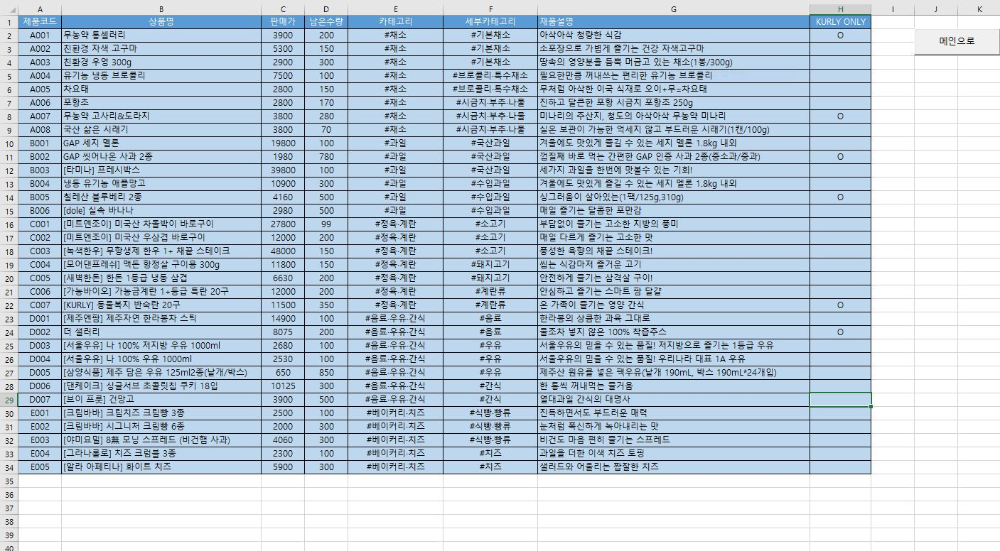 A B C D E F G H I J K
1 제품코드 상품명 판매가 남은수량 카테고리 세부카테고리 재품설명 KURLY ONLY
2 A001 무농약 통셀러리 3900 200 #채소 #기본채소 아삭아삭 청량한 식감 O
메인으로
3 A002 친환경 자색 고구마 5300 150 #채소 #기본채소 소포장으로 가볍게 즐기는 건강 자색고구마
4 A003 친환경 우엉 300g 2900 300 #채소 #기본채소 땅속의 영양분을 듬뿍 머금고 있는 채소(1봉/300g)
5 A004 유기농 냉동 브로콜리 7500 100 #채소 #브로콜리·특수채소 필요한만큼 꺼내쓰는 편리한 유기농 브로콜리
6 A005 차요태 2800 150 #채소 #브로콜리·특수채소 무처럼 아삭한 이국 식재로 오이+무=차요태
7 A006 포항초 2800 170 #채소 #시금치·부추·나물 진하고 달큰한 포항 시금치 포항초 250g
8 A007 무농약 고사리&도라지 3800 280 #채소 #시금치·부추·나물 미나리의 주산지, 청도의 아삭아삭 무농약 미나리 O
9 A008 국산 삶은 시래기 3800 70 #채소 #시금치·부추·나물 실온 보관이 가능한 억세지 않고 부드러운 시래기(1캔/100g)
10 B001 GAP 세지 멜론 19800 100 #과일 #국산과일 겨울에도 맛있게 즐길 수 있는 세지 멜론 1.8kg 내외
11 B002 GAP 씻어나온 사과 2종 1980 780 #과일 #국산과일 껍질째 바로 먹는 간편한 GAP 인증 사과 2종(중소과/중과) O
12 B003 [타미나] 프레시박스 39800 100 #과일 #국산과일 세가지 과일을 한번에 맛볼수 있는 기회!
13 B004 냉동 유기농 애플망고 10900 300 #과일 #수입과일 겨울에도 맛있게 즐길 수 있는 세지 멜론 1.8kg 내외
14 B005 칠레산 블루베리 2종 4160 500 #과일 #수입과일 싱그러움이 살아있는(1팩/125g,310g) O
15 B006 [dole] 실속 바나나 2980 500 #과일 #수입과일 매일 즐기는 달콤한 포만감
16 C001 [미트엔조이] 미국산 차돌박이 바로구이 27800 99 #정육·계란 #소고기 부담없이 즐기는 고소한 지방의 풍미
17 C002 [미트엔조이] 미국산 우삼겹 바로구이 12000 200 #정육·계란 #소고기 매일 다르게 즐기는 고소한 맛
18 C003 [녹색한우] 무항생제 한우 1+ 채끝 스테이크 48000 150 #정육·계란 #소고기 풍성한 육향의 채끝 스테이크!
19 C004 [모어댄프레쉬] 맥돈 항정살 구이용 300g 11800 150 #정육·계란 #돼지고기 씹는 식감마저 즐거운 고기
20 C005 [새벽한돈] 한돈 1등급 냉동 삼겹 6630 200 #정육·계란 #돼지고기 안전하게 즐기는 삼격살 구이!
21 C006 [가농바이오] 가농금계란 1+등급 특란 20구 12000 200 #정육·계란 #계란류 안심하고 즐기는 스마트 팜 달걀
22 C007 [KURLY] 동물복지 반숙란 20구 11500 350 #정육·계란 #계란류 온 가족이 즐기는 영양 간식 O
23 D001 [제주엔팜] 제주자연 한라봉차 스틱 14900 100 #음료·우유·간식 #음료 한라봉의 상큼한 과육 그대로
24 D002 더 샐러리 8075 200 #음료·우유·간식 #음료 물조차 넣지 않은 100% 착즙주스 O
25 D003 [서울우유] 나 100% 저지방 우유 1000ml 2680 100 #음료·우유·간식 #우유 서울우유의 믿을 수 있는 품질! 저지방으로 즐기는 1등급 우유
26 D004 [서울우유] 나 100% 우유 1000ml 2530 100 #음료·우유·간식 #우유 서울우유의 믿을 수 있는 품질! 우리나라 대표 1A 우유
27 D005 [삼양식품] 제주 담은 우유 125ml2종(낱개/박스) 650 850 #음료·우유·간식 #우유 제주산 원유를 넣은 팩우유(낱개 190mL, 박스 190mL*24개입)
28 D006 [댄케이크] 싱글서브 초콜릿칩 쿠키 18입 10125 300 #음료·우유·간식 #간식 한 통씩 꺼내먹는 즐거움
29 D007 [브이 프룻] 건망고 3900 500 #음료·우유·간식 #간식 열대과일 간식의 대명사
30 E001 [크림바바] 크림치즈 크림빵 3종 2500 100 #베이커리·치즈 #식빵·빵류 진득하면서도 부드러운 매력
31 E002 [크림바바] 시그니처 크림빵 6종 2000 300 #베이커리·치즈 #식빵·빵류 눈처럼 폭신하게 녹아내리는 맛
32 E003 [야미요밀] 8無 모닝 스프레드 (비건햄 사과) 4060 300 #베이커리·치즈 #식빵·빵류 비건도 마음 편히 즐기는 스프레드
33 E004 [그라나롤로] 치즈 크럼블 3종 2300 100 #베이커리·치즈 #치즈 과일을 더한 이색 치즈 토핑
34 E005 [알라 아페티나] 화이트 치즈 5900 300 #베이커리·치즈 #치즈 샐러드와 어울리는 짭잘한 치즈
35
36
37
38
39
40